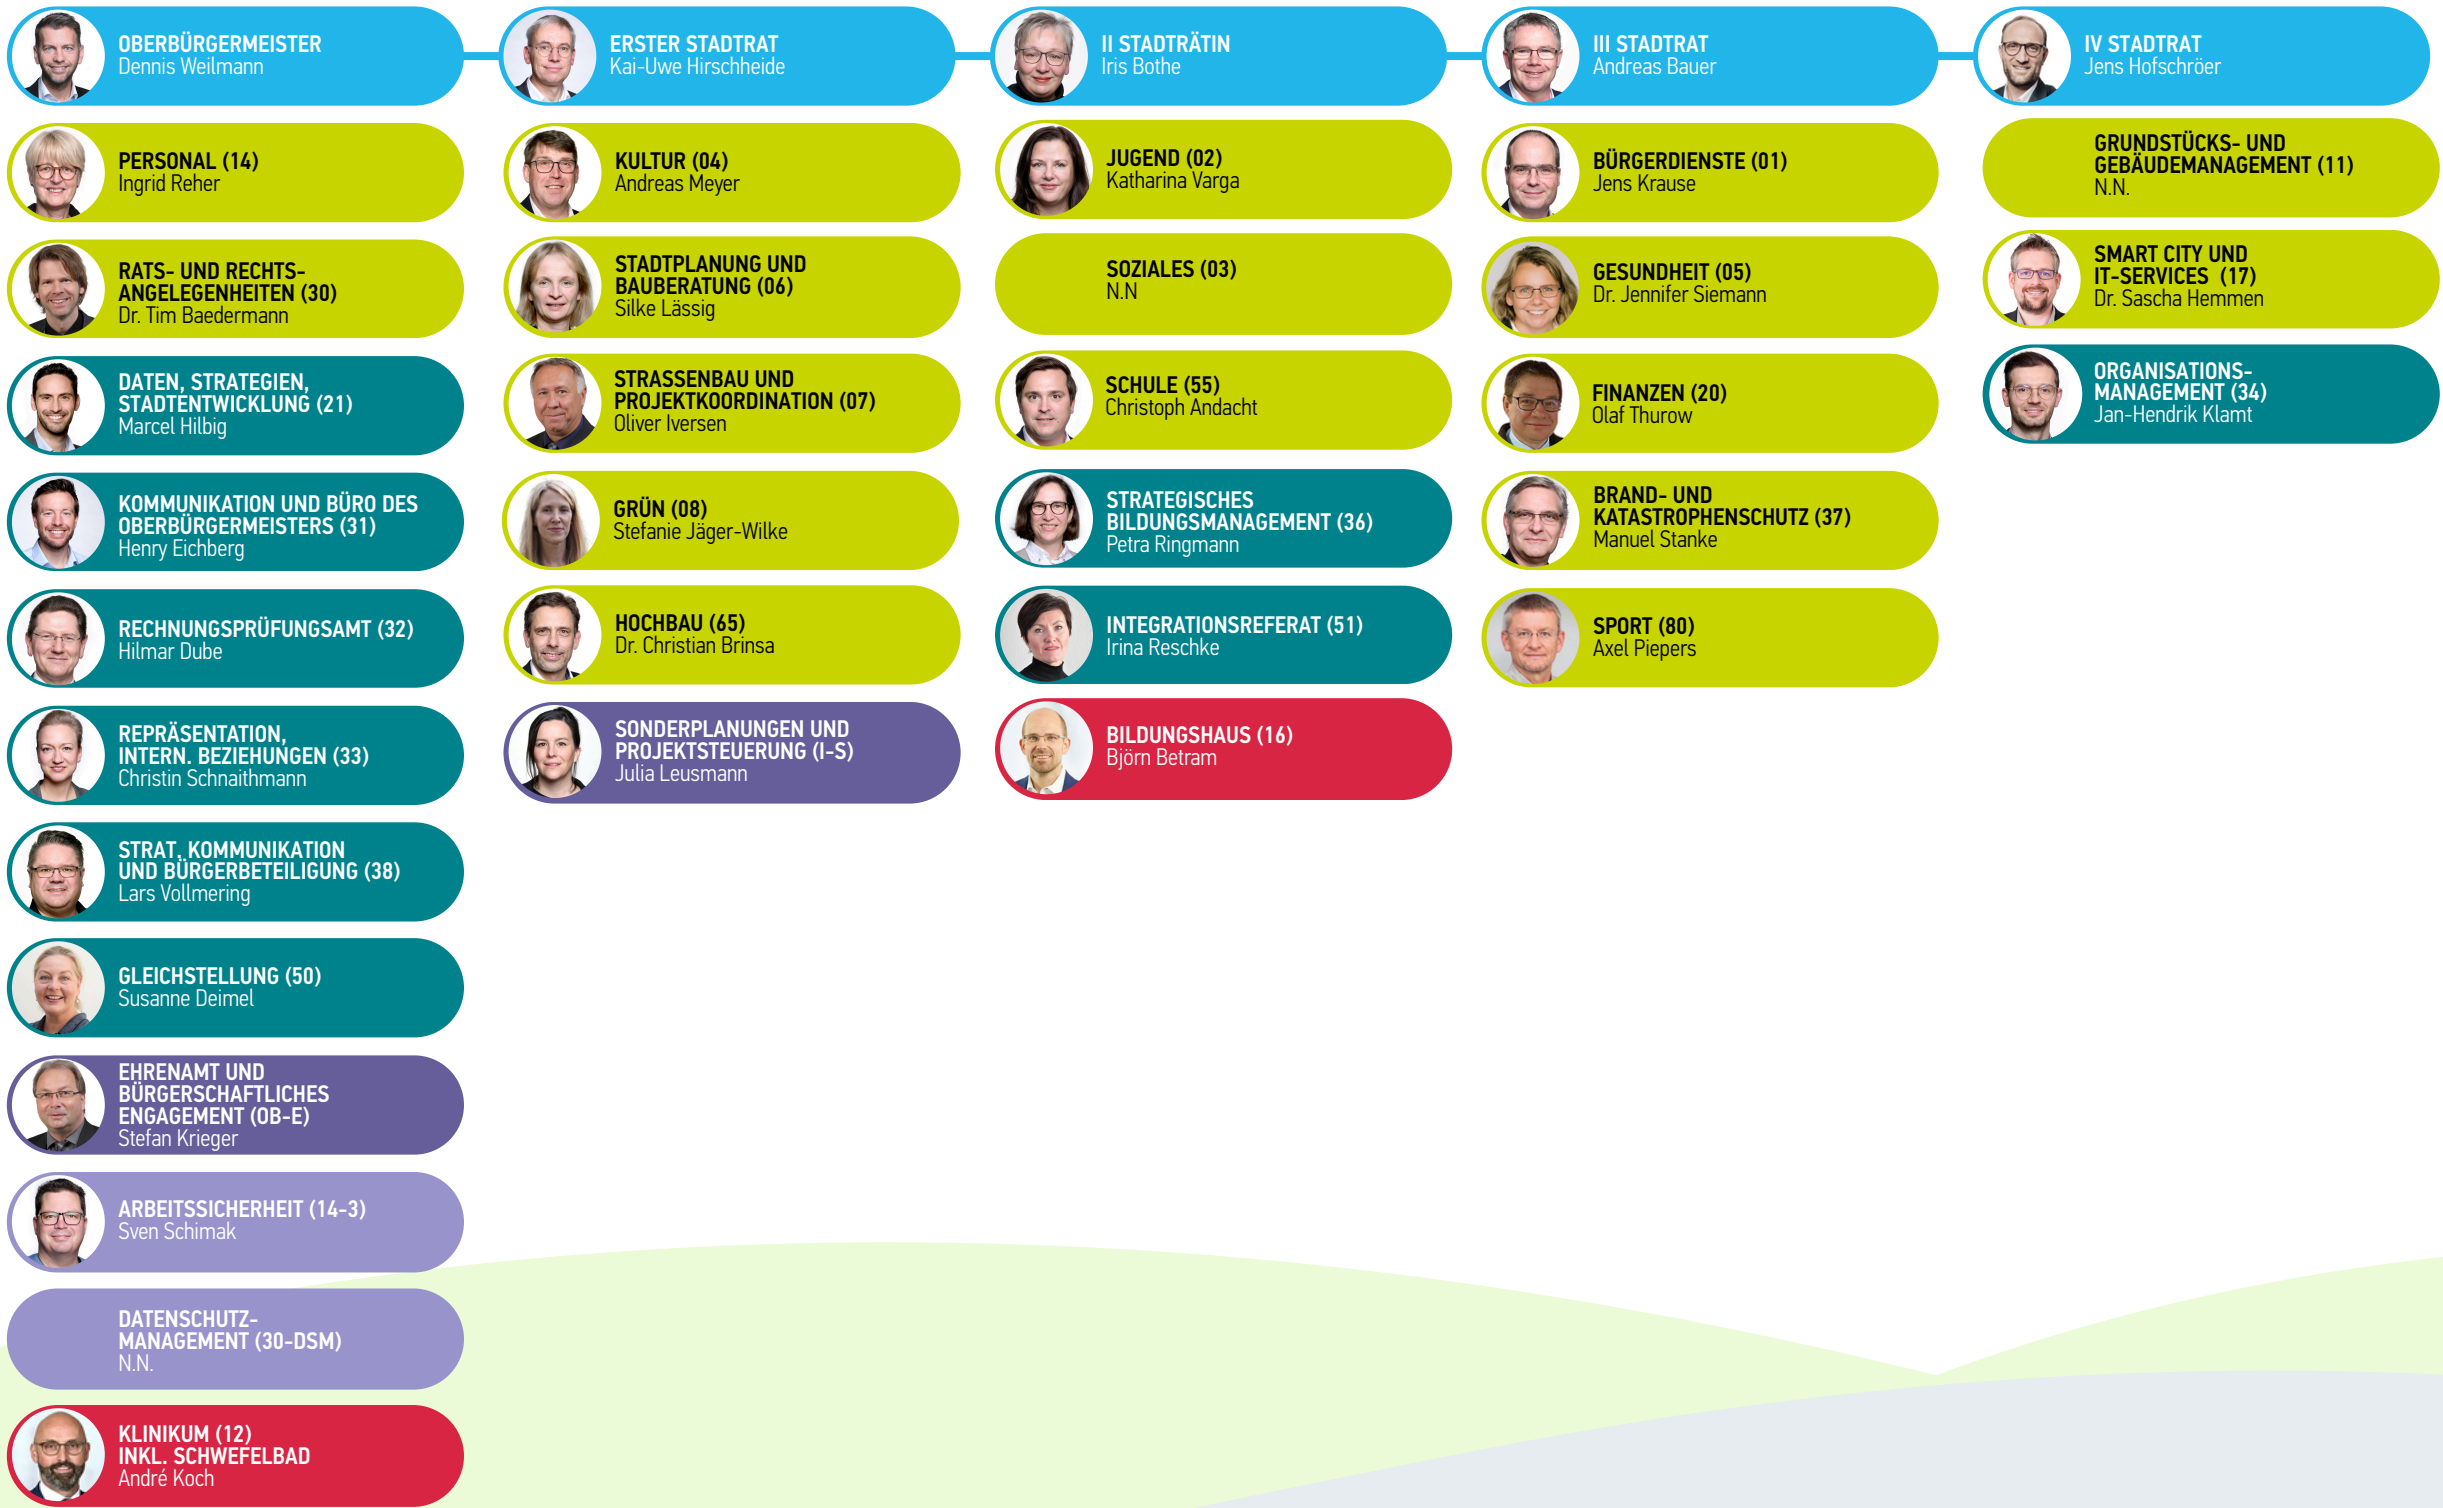 OBERBÜRGERMEISTER
Dennis Weilmann
PERSONAL (14)
Ingrid Reher
RATS- UND RECHTS-
ANGELEGENHEITEN (30)
Dr. Tim Baedermann
DATEN, STRATEGIEN,
STADTENTWICKLUNG (21)
Marcel Hilbig
KOMMUNIKATION UND BÜRO DES
OBERBÜRGERMEISTERS (31)
Henry Eichberg
RECHNUNGSPRÜFUNGSAMT (32)
Hilmar Dube
REPRÄSENTATION,
INTERN. BEZIEHUNGEN (33)
Christin Schnaithmann
STRAT. KOMMUNIKATION
UND BÜRGERBETEILIGUNG (38)
Lars Vollmering
GLEICHSTELLUNG (50)
Susanne Deimel
EHRENAMT UND
BÜRGERSCHAFTLICHES
ENGAGEMENT (OB-E)
Stefan Krieger
ARBEITSSICHERHEIT (14-3)
Sven Schimak
DATENSCHUTZ-
MANAGEMENT (30-DSM)
N.N.
KLINIKUM (12)
INKL. SCHWEFELBAD
André Koch
ERSTER STADTRAT
Kai-Uwe Hirschheide
KULTUR (04)
Andreas Meyer
STADTPLANUNG UND
BAUBERATUNG (06)
Silke Lässig
STRASSENBAU UND
PROJEKTKOORDINATION (07)
Oliver Iversen
GRÜN (08)
Stefanie Jäger-Wilke
HOCHBAU (65)
Dr. Christian Brinsa
SONDERPLANUNGEN UND
PROJEKTSTEUERUNG (I-S)
Julia Leusmann
II STADTRÄTIN
Iris Bothe
JUGEND (02)
Katharina Varga
SOZIALES (03)
N.N
SCHULE (55)
Christoph Andacht
STRATEGISCHES
BILDUNGSMANAGEMENT (36)
Petra Ringmann
INTEGRATIONSREFERAT (51)
Irina Reschke
BILDUNGSHAUS (16)
Björn Betram
III STADTRAT
Andreas Bauer
BÜRGERDIENSTE (01)
Jens Krause
GESUNDHEIT (05)
Dr. Jennifer Siemann
FINANZEN (20)
Olaf Thurow
BRAND- UND
KATASTROPHENSCHUTZ (37)
Manuel Stanke
SPORT (80)
Axel Piepers
IV STADTRAT
Jens Hofschröer
GRUNDSTÜCKS- UND
GEBÄUDEMANAGEMENT (11)
N.N.
SMART CITY UND
IT-SERVICES (17)
Dr. Sascha Hemmen
ORGANISATIONS-
MANAGEMENT (34)
Jan-Hendrik Klamt